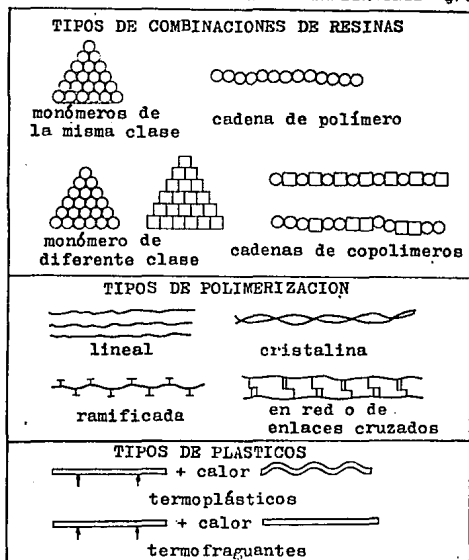 TIPOS DE COMBINACIONES DE RESINAS
monómeros de
la misma clase
cadena de polímero
monómero de
diferente clase
cadenas de copolimeros
TIPOS DE POLIMERIZACION
lineal
cristalina
ramificada
en red o de
enlaces cruzados
TIPOS DE PLASTICOS
+ calor
termoplásticos
+ calor
termofraguantes